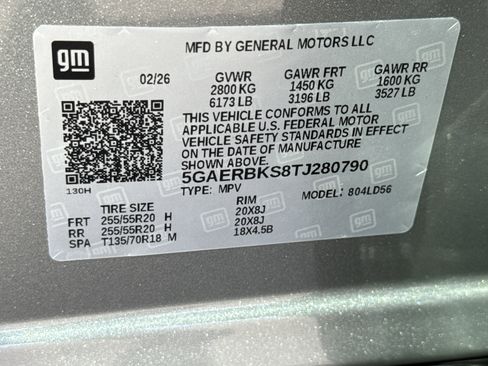 gm
MFD BY GENERAL MOTORS LLC
02/26 GVWR GAWR FRT GAWR RR
2800 KG 1450 KG 1600 KG
6173 LB 3196 LB 3527 LB
THIS VEHICLE CONFORMS TO ALL
APPLICABLE U.S. FEDERAL MOTOR
VEHICLE SAFETY STANDARDS IN EFFECT
ON THE DATE OF MANUFACTURE
SHOWN ABOVE.
5GAERBKS8TJ280790
130H TYPE: MPV MODEL: 804LD56
TIRE SIZE RIM
FRT 255/55R20 H 20X8J
RR 255/55R20 H 20X8J
SPA T135/70R18 M 18X4.5B